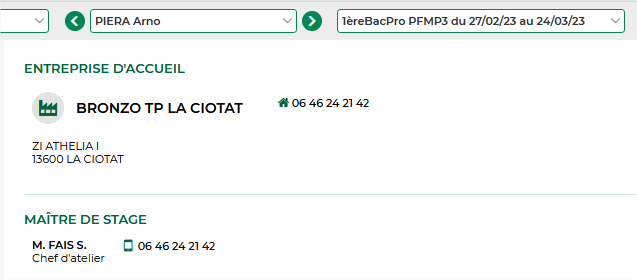 PIERA Arno
1èreBacPro PFMP3 du 27/02/23 au 24/03/23
ENTREPRISE D'ACCUEIL
BRONZO TP LA CIOTAT
06 46 24 21 42
ZI ATHELIA I
13600 LA CIOTAT
MAÎTRE DE STAGE
M. FAIS S.
06 46 24 21 42
Chef d'atelier